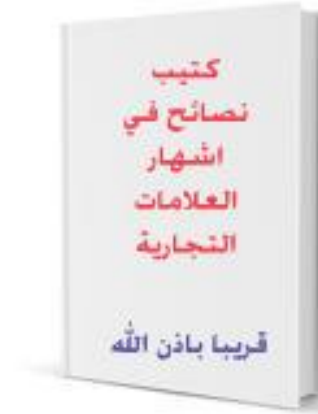 كتيب
نصائح في
اشهار
العلامات
التجارية
قريبا باذن الله